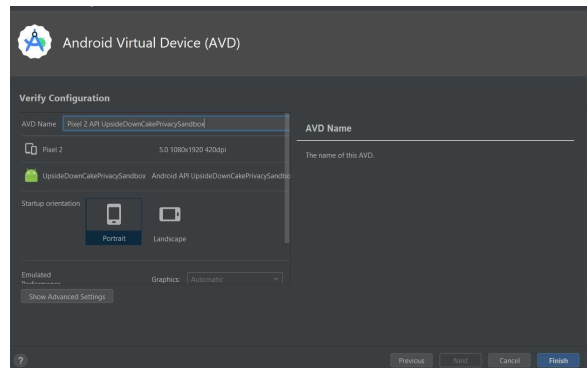 Android Virtual Device (AVD)
Verify Configuration
AVD Name Pixel 2 API UpsideDownCakePrivacySandbox
Pixel 2 5.0 1080x1920 420dpi
UpsideDownCakePrivacySandbox Android API UpsideDownCakePrivacySandbo
Startup orientation
Portrait Landscape
Emulated
Performance Graphics: Automatic
Show Advanced Settings
AVD Name
The name of this AVD.
? Previous Next Cancel Finish